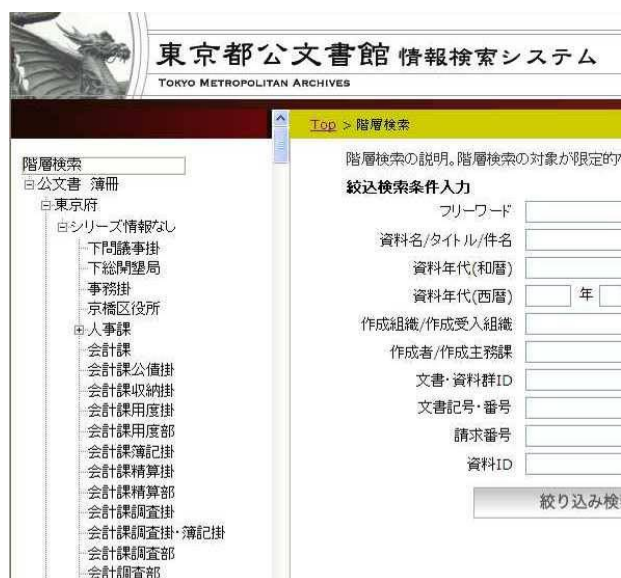 東京都公文書館 情報検索システム
TOKYO METROPOLITAN ARCHIVES
Top > 階層検索
階層検索
公文書 簿冊
東京府
シリーズ情報なし
下問議事掛
下総開墾局
事務掛
京橋区役所
人事課
会計課
会計課公債掛
会計課収納掛
会計課用度掛
会計課用度部
会計課簿記掛
会計課精算掛
会計課精算部
会計課調査掛
会計課調査掛・簿記掛
会計課調査部
会計調査部
階層検索の説明。階層検索の対象が限定的
絞込検索条件入力
フリーワード
資料名/タイトル/件名
資料年代(和暦)
資料年代(西暦) 年
作成組織/作成受入組織
作成者/作成主務課
文書・資料群ID
文書記号・番号
請求番号
資料ID
絞り込み検